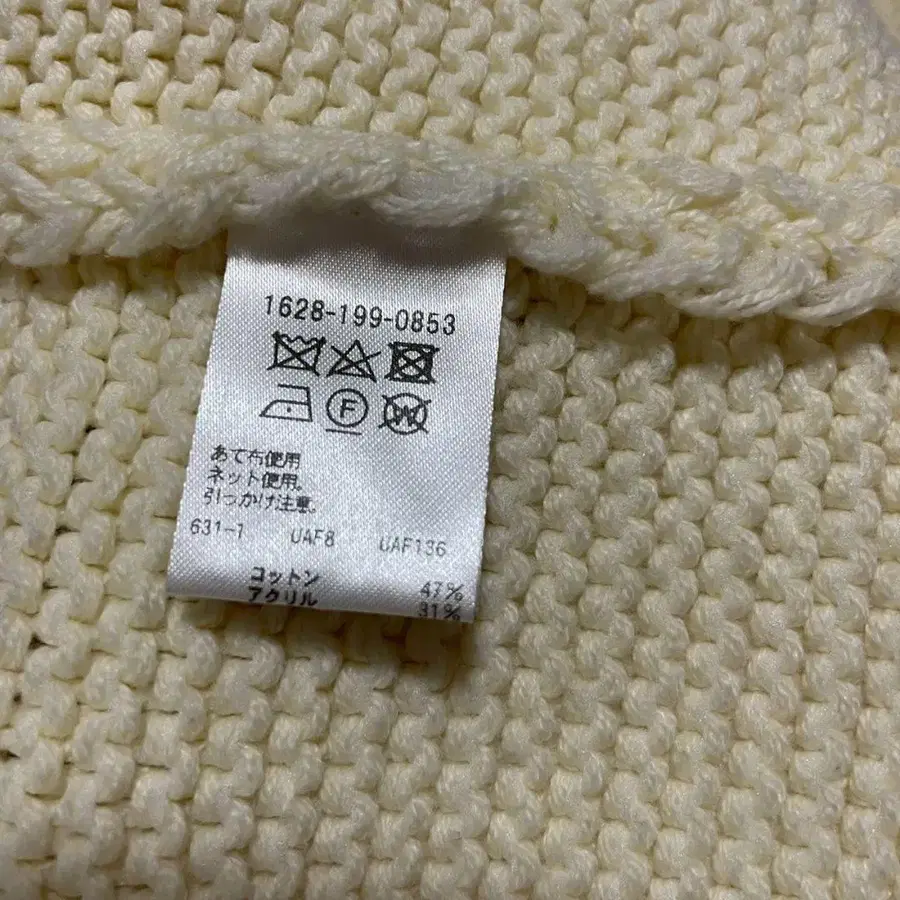 1628-199-0853
F
W
あて布使用
ネット使用。
引っかけ注意。
631-1 UAF8 UAF136
コットン 47%
アクリル 31%